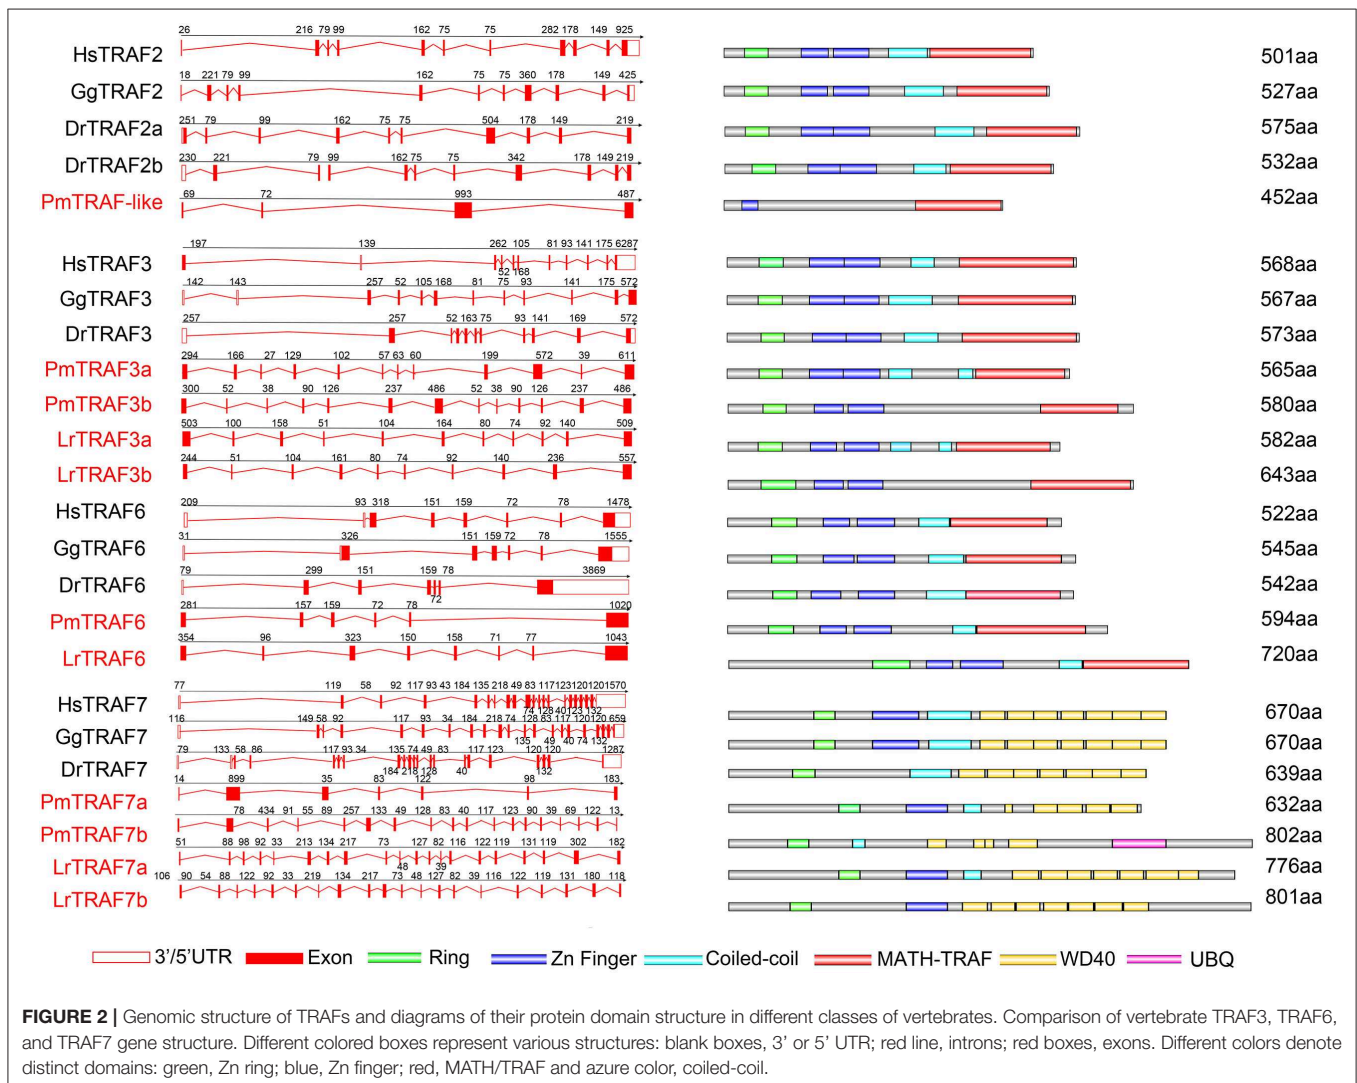 26 216 79 99 162 75 75 282 178 149 925
HsTRAF2 501aa
18 221 79 99 162 75 75 360 178 149 425
GgTRAF2 527aa
251 79 99 162 75 75 504 178 149 219
DrTRAF2a 575aa
230 221 79 99 162 75 75 342 178 149 219
DrTRAF2b 532aa
69 72 993 487
PmTRAF-like 452aa
197 139 262 105 81 93 141 175 6287
HsTRAF3 568aa
52 168
142 143 257 52 105 168 81 75 93 141 175 572
GgTRAF3 567aa
257 257 52 163 75 93 141 169 572
DrTRAF3 573aa
294 166 27 129 102 57 63 60 199 572 39 611
PmTRAF3a 565aa
300 52 38 90 126 237 486 52 38 90 126 237 486
PmTRAF3b 580aa
503 100 158 51 104 164 80 74 92 140 509
LrTRAF3a 582aa
244 51 104 161 80 74 92 140 236 557
LrTRAF3b 643aa
209 93 318 151 159 72 78 1478
HsTRAF6 522aa
31 326 151 159 72 78 1555
GgTRAF6 545aa
79 299 151 159 78 3869
DrTRAF6 542aa
72
281 157 159 72 78 1020
PmTRAF6 594aa
354 96 323 150 158 71 77 1043
LrTRAF6 720aa
77 119 58 92 117 93 43 184 135 218 49 83 117 123 120 120 1570
HsTRAF7 670aa
74 128 40 123 132
116 149 58 92 117 93 34 184 218 74 128 83 117 120 120 659
GgTRAF7 670aa
135 49 40 74 132
79 133 58 86 117 93 34 135 74 49 83 117 123 120 120 1287
DrTRAF7 639aa
184 218 128 40 132
14 899 35 83 122 98 183
PmTRAF7a 632aa
78 434 91 55 89 257 133 49 128 83 40 117 123 90 39 69 122 13
PmTRAF7b 802aa
51 88 98 92 33 213 134 217 73 127 82 116 122 119 131 119 302 182
LrTRAF7a 776aa
48 39
106 90 54 88 122 92 33 219 134 217 73 48 127 82 39 116 122 119 131 180 118
LrTRAF7b 801aa
3'/5'UTR Exon Ring Zn Finger Coiled-coil MATH-TRAF WD40 UBQ
FIGURE 2 | Genomic structure of TRAFs and diagrams of their protein domain structure in different classes of vertebrates. Comparison of vertebrate TRAF3, TRAF6,
and TRAF7 gene structure. Different colored boxes represent various structures: blank boxes, 3' or 5' UTR; red line, introns; red boxes, exons. Different colors denote
distinct domains: green, Zn ring; blue, Zn finger; red, MATH/TRAF and azure color, coiled-coil.